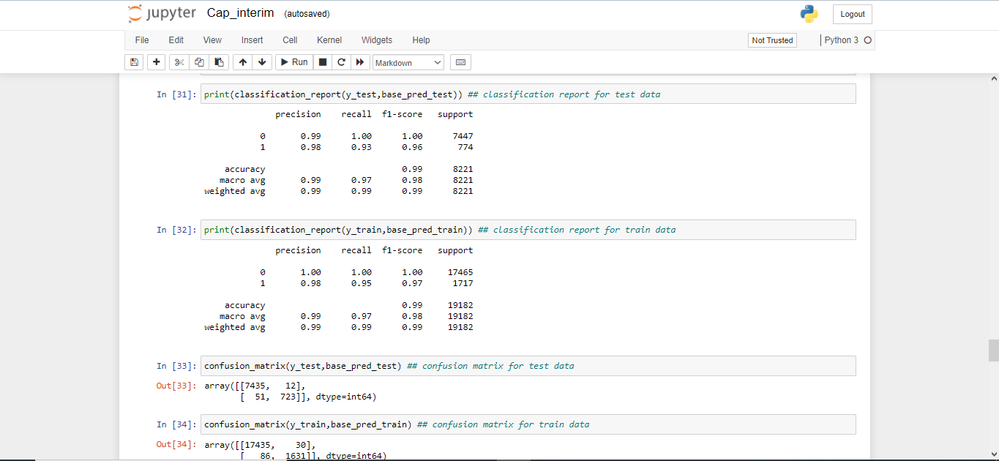 jupyter Cap_interim (autosaved) Logout
File Edit View Insert Cell Kernel Widgets Help Not Trusted Python 3
Run Markdown
In [31]: print(classification_report(y_test,base_pred_test)) ## classification report for test data
precision recall f1-score support
0 0.99 1.00 1.00 7447
1 0.98 0.93 0.96 774
accuracy 0.99 8221
macro avg 0.99 0.97 0.98 8221
weighted avg 0.99 0.99 0.99 8221
In [32]: print(classification_report(y_train,base_pred_train)) ## classification report for train data
precision recall f1-score support
0 1.00 1.00 1.00 17465
1 0.98 0.95 0.97 1717
accuracy 0.99 19182
macro avg 0.99 0.97 0.98 19182
weighted avg 0.99 0.99 0.99 19182
In [33]: confusion_matrix(y_test,base_pred_test) ## confusion matrix for test data
Out[33]: array([[7435, 12],
[ 51, 723]], dtype=int64)
In [34]: confusion_matrix(y_train,base_pred_train) ## confusion matrix for train data
Out[34]: array([[17435, 30],
[ 86, 1631]], dtype=int64)